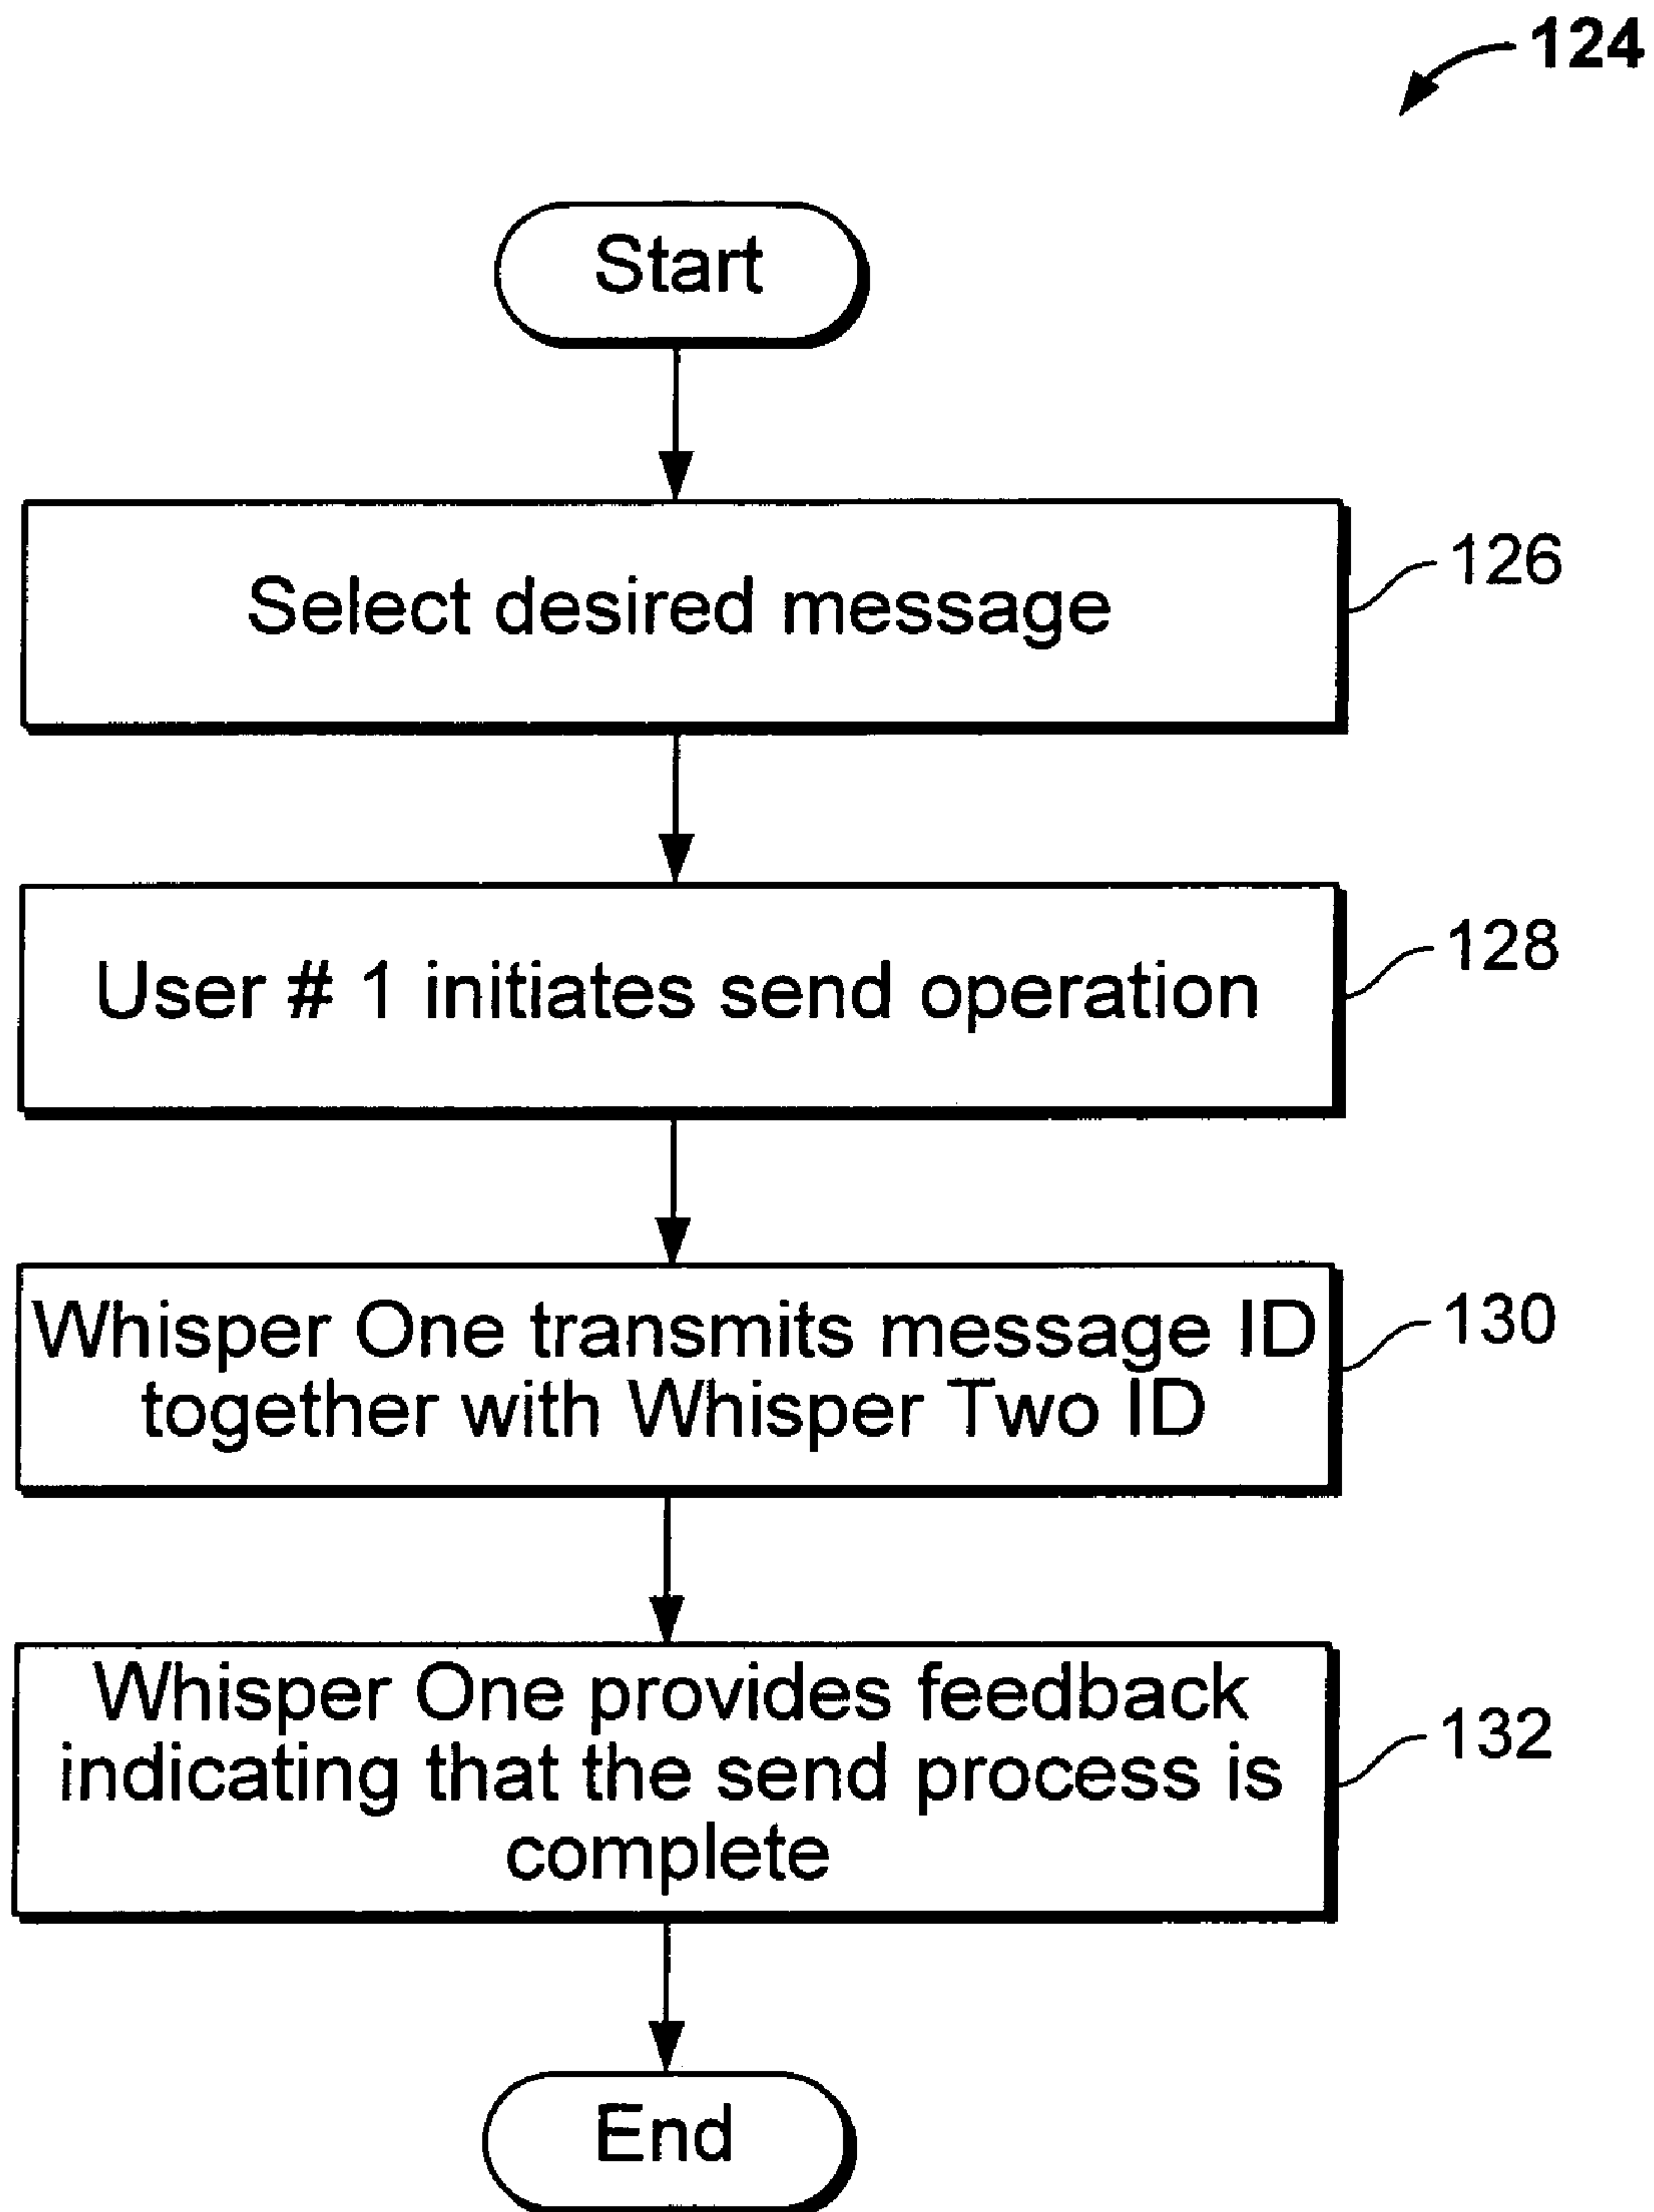 124
Start
Select desired message
126
User # 1 initiates send operation
128
Whisper One transmits message ID
together with Whisper Two ID
130
Whisper One provides feedback
indicating that the send process is
complete
132
End